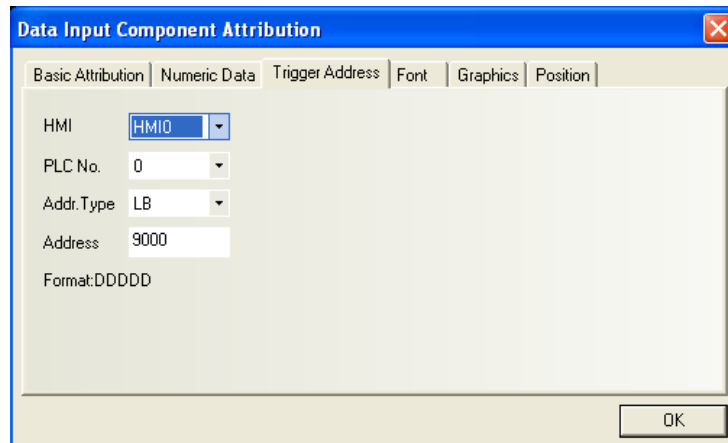 Data Input Component Attribution
Basic Attribution Numeric Data Trigger Address Font Graphics Position
HMI HMI0
PLC No. 0
Addr.Type LB
Address 9000
Format:DDDDD
OK